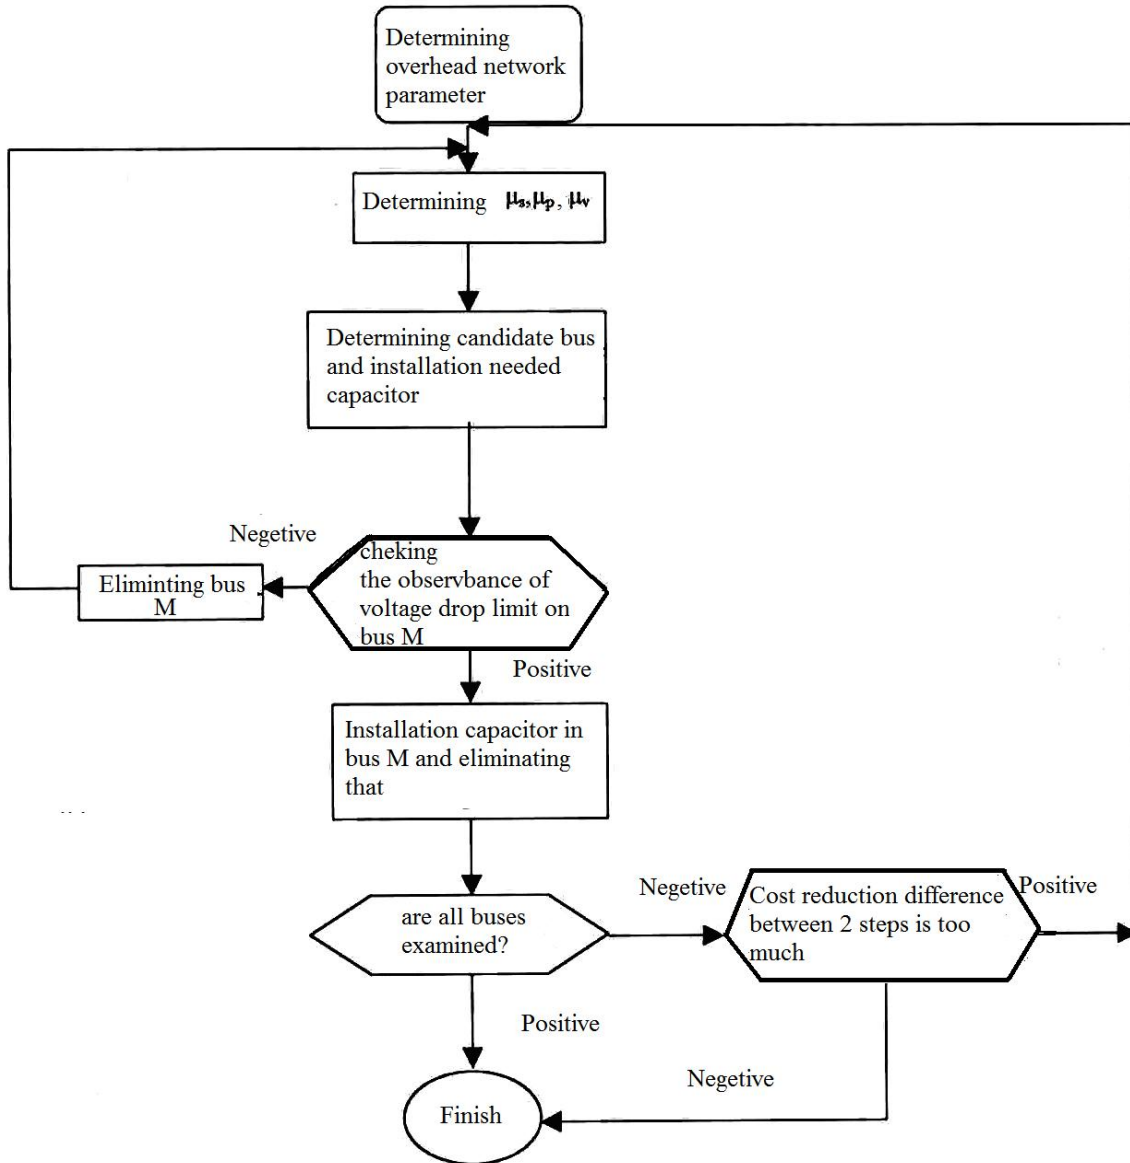 Determining
overhead network
parameter
Determining μs,μp, μv
Determining candidate bus
and installation needed
capacitor
Negetive
cheking
the observbance of
voltage drop limit on
bus M
Eliminting bus
M
Positive
Installation capacitor in
bus M and eliminating
that
are all buses
examined?
Negetive
Cost reduction difference
between 2 steps is too
much
Positive
Positive
Negetive
Finish